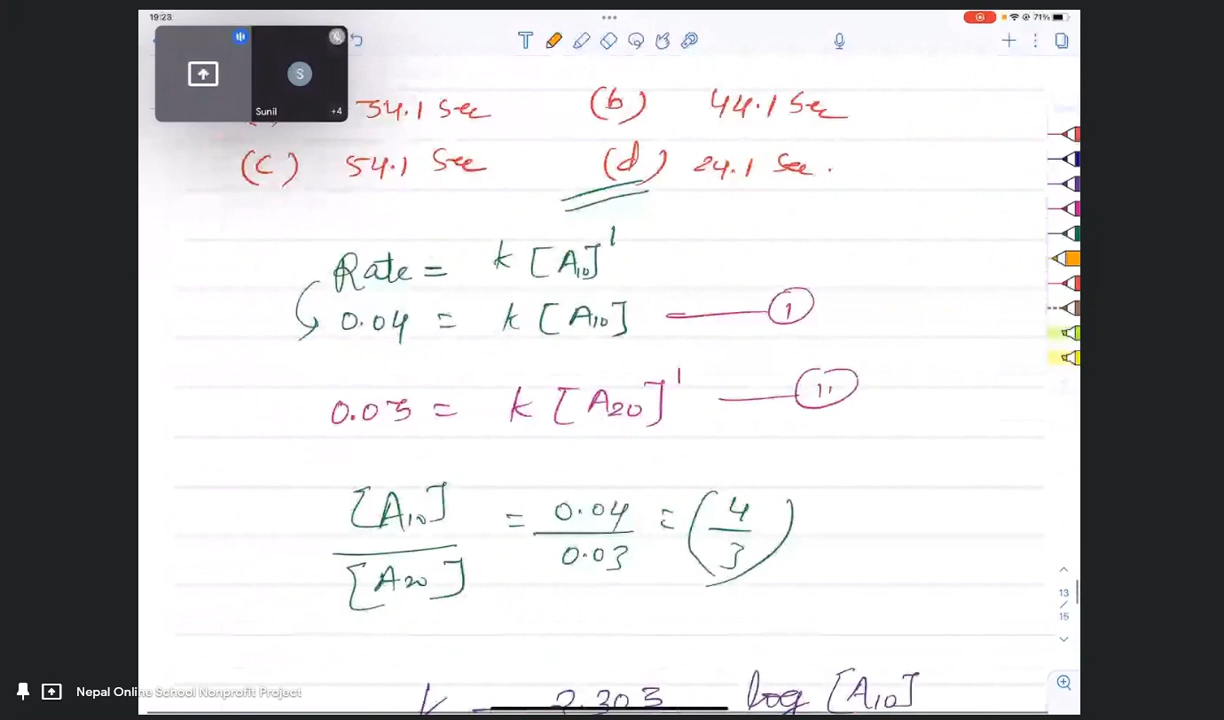 19:23
71%
Sunil
+4
34.1 Sec (b) 44.1 Sec
(c) 54.1 Sec (d) 24.1 Sec.
Rate = k [A10]^1
0.04 = k [A10] — (1)
0.03 = k [A20]^1 — (11)
[A10] / [A20] = 0.04 / 0.03 = (4/3)
13 / 15
Nepal Online School Nonprofit Project
k = 2.303 log [A10]